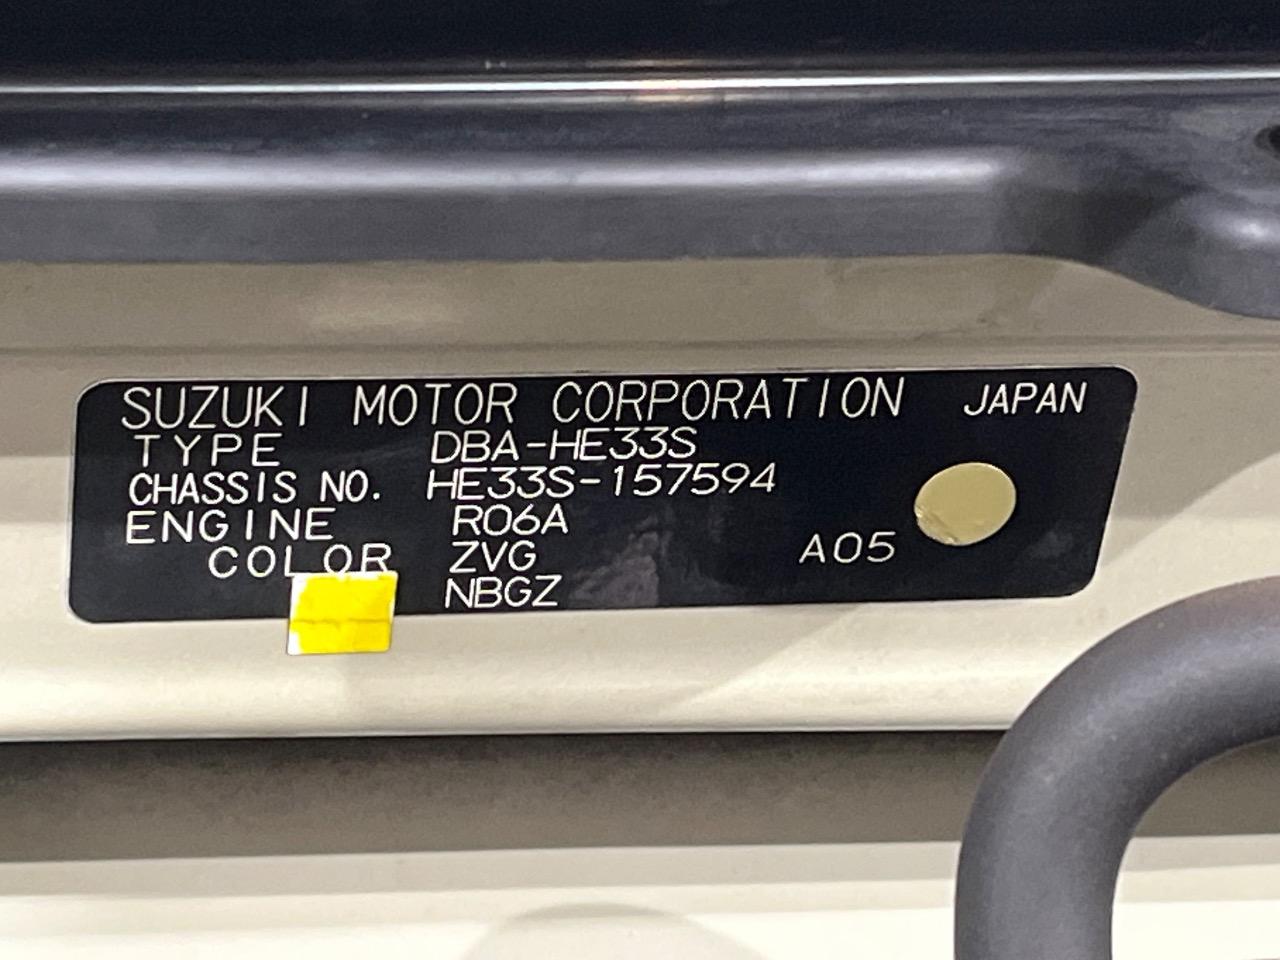 SUZUKI MOTOR CORPORATION JAPAN
TYPE DBA-HE33S
CHASSIS NO. HE33S-157594
ENGINE R06A
COLOR ZVG A05
NBGZ